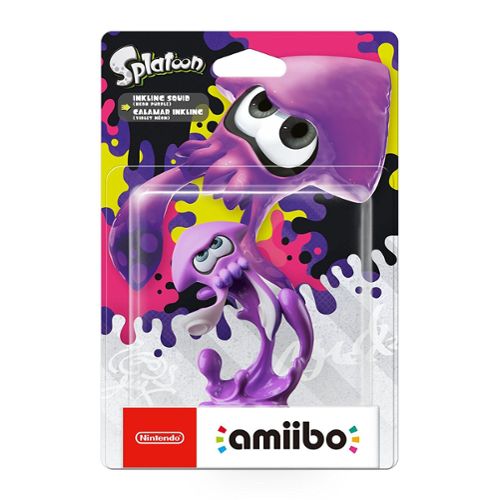 Splatoon
INKLING SQUID
(NEON PURPLE)
CALAMAR INKLING
(VIOLET NÉON)
Nintendo
amiibo